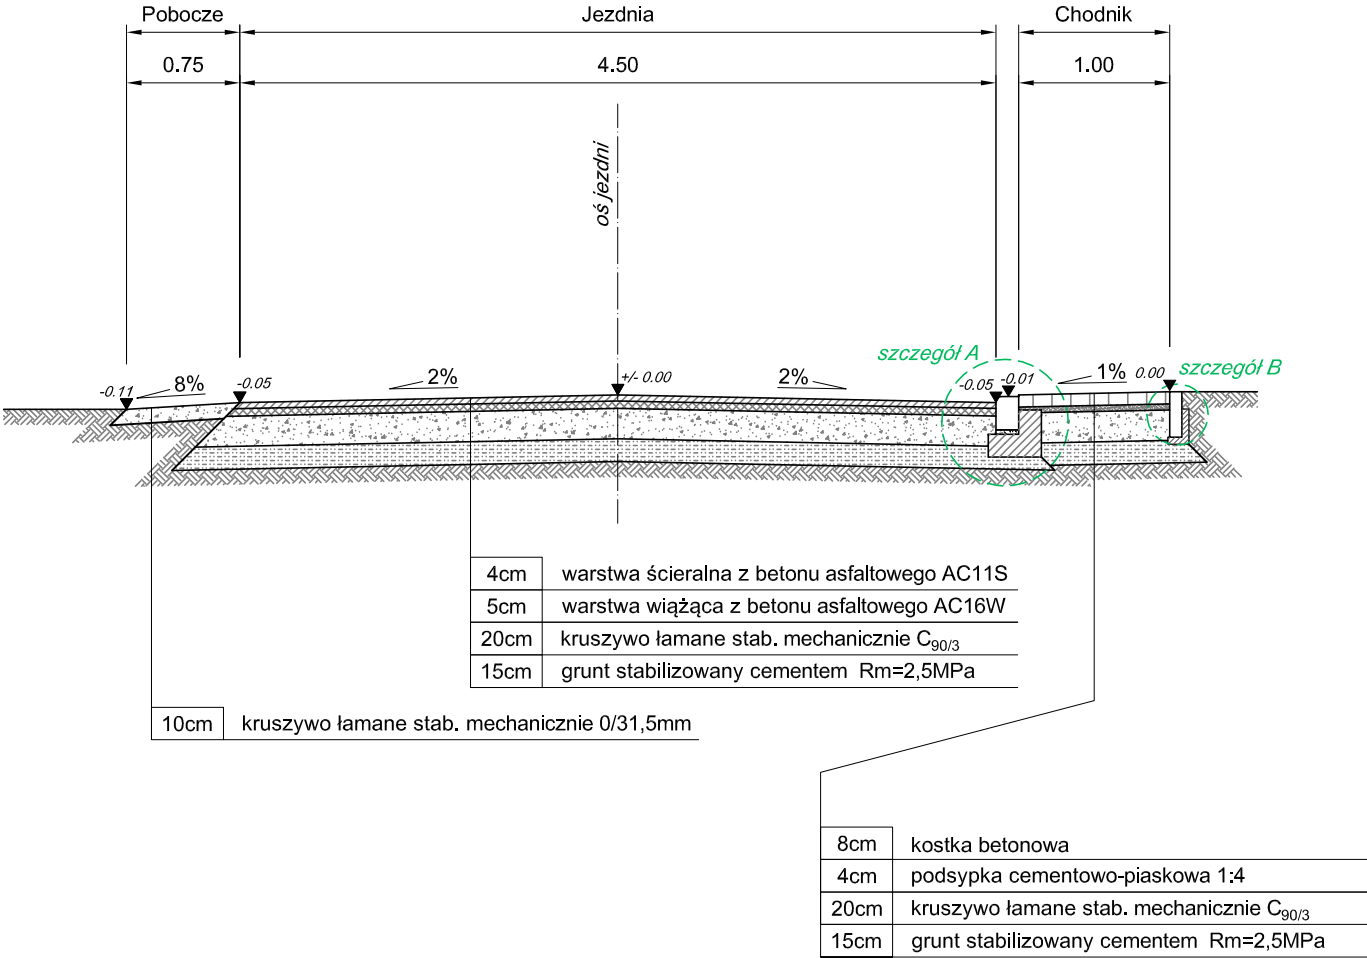 Pobocze Jezdnia Chodnik
0.75 4.50 1.00
oś jezdni
szczegół A
szczegół B
-0.11 8% -0.05 2% +/- 0.00 2% -0.05 -0.01 1% 0.00
4cm warstwa ścieralna z betonu asfaltowego AC11S
5cm warstwa wiążąca z betonu asfaltowego AC16W
20cm kruszywo łamane stab. mechanicznie C90/3
15cm grunt stabilizowany cementem Rm=2,5MPa
10cm kruszywo łamane stab. mechanicznie 0/31,5mm
8cm kostka betonowa
4cm podsypka cementowo-piaskowa 1:4
20cm kruszywo łamane stab. mechanicznie C90/3
15cm grunt stabilizowany cementem Rm=2,5MPa